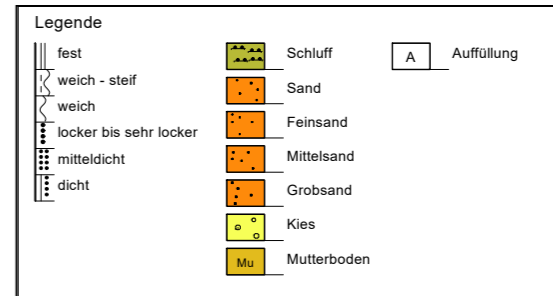 Legende
fest
weich - steif
weich
locker bis sehr locker
mitteldicht
dicht
Schluff
Sand
Feinsand
Mittelsand
Grobsand
Kies
Mu Mutterboden
A Auffüllung